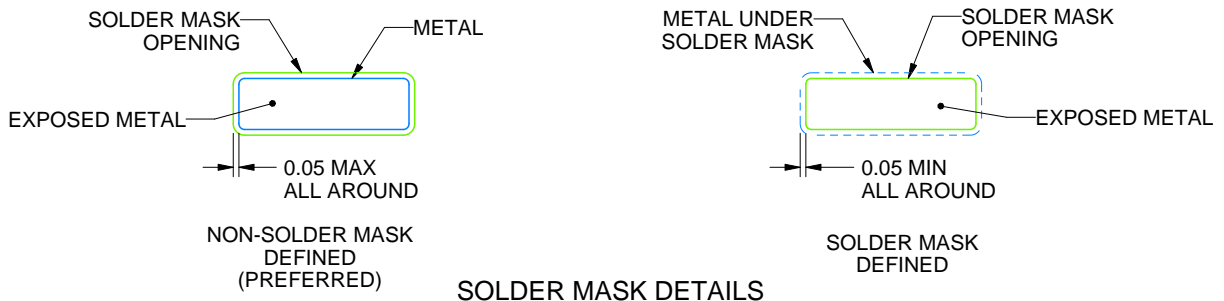 SOLDER MASK
OPENING
METAL
EXPOSED METAL
0.05 MAX
ALL AROUND
NON-SOLDER MASK
DEFINED
(PREFERRED)
METAL UNDER
SOLDER MASK
SOLDER MASK
OPENING
EXPOSED METAL
0.05 MIN
ALL AROUND
SOLDER MASK
DEFINED
SOLDER MASK DETAILS